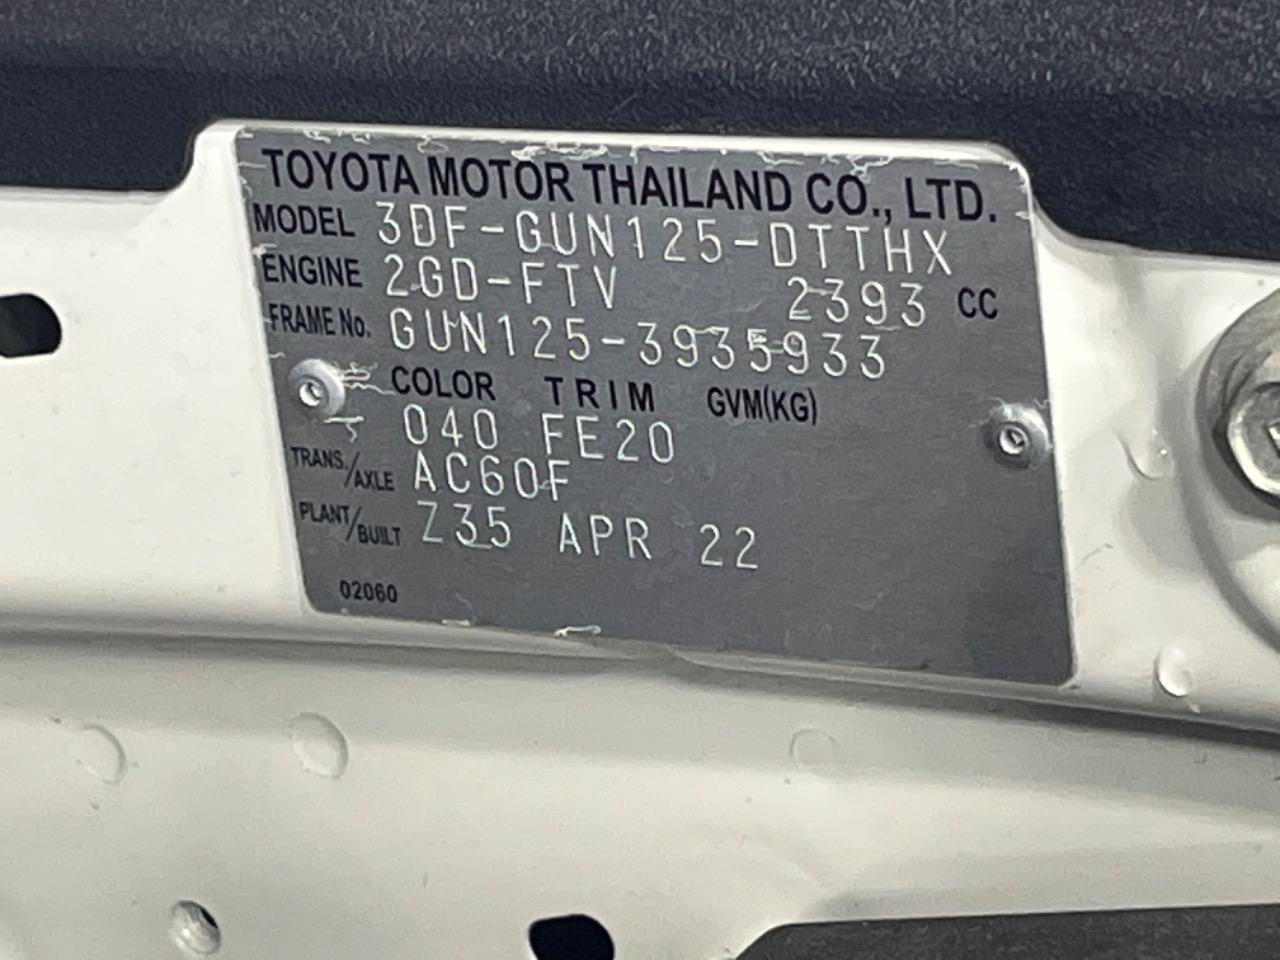 TOYOTA MOTOR THAILAND CO., LTD.
MODEL 3DF-GUN125-DTTHX
ENGINE 2GD-FTV 2393 CC
FRAME No. GUN125-3935933
COLOR TRIM GVM(KG)
040 FE20
TRANS./AXLE AC60F
PLANT/BUILT Z35 APR 22
02060